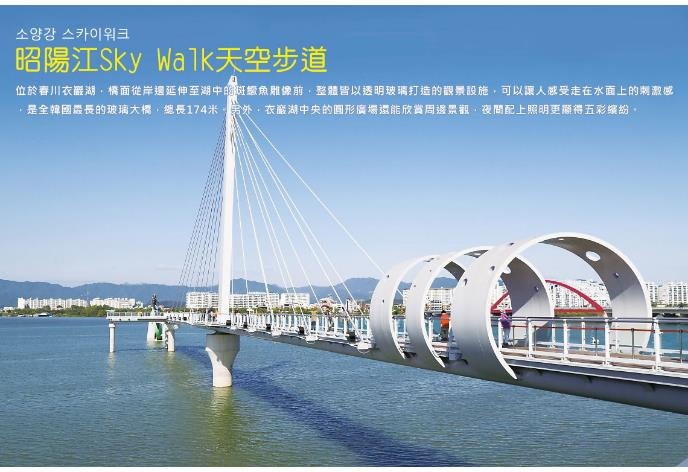 소양강 스카이워크
昭陽江Sky Walk天空步道
位於春川衣巖湖，橋面從岸邊延伸至湖中的斑鱖魚雕像前，整體皆以透明玻璃打造的觀景設施，可以讓人感受走在水面上的刺激感
，是全韓國最長的玻璃大橋，總長174米。另外，衣巖湖中央的圓形廣場還能欣賞周邊景觀，夜間配上照明更顯得五彩繽紛。